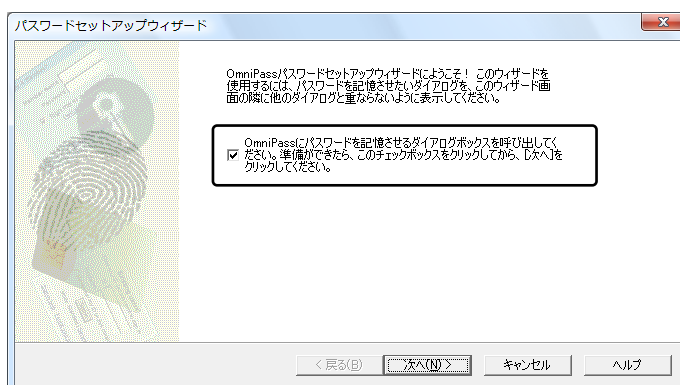 パスワードセットアップウィザード
OmniPassパスワードセットアップウィザードにようこそ！ このウィザードを
使用するには、パスワードを記憶させたいダイアログを、このウィザード画
面の隣に他のダイアログと重ならないように表示してください。
OmniPassにパスワードを記憶させるダイアログボックスを呼び出してく
ださい。準備ができたら、このチェックボックスをクリックしてから、[次へ]を
クリックしてください。
< 戻る(B)
次へ(N) >
キャンセル
ヘルプ